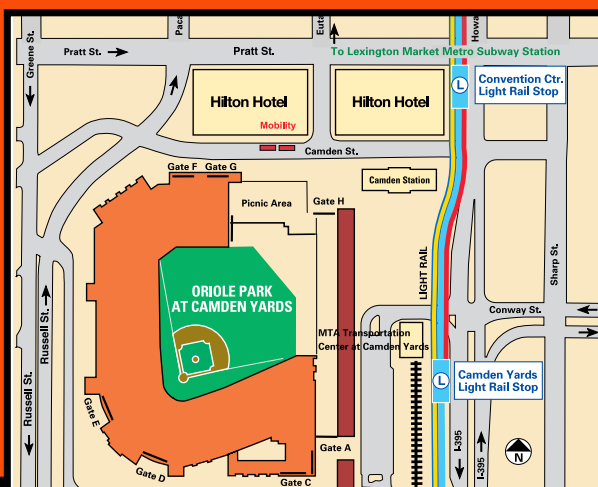 Greene St.
Paca
Euta
Howa
Pratt St.
Pratt St.
To Lexington Market Metro Subway Station
L
Convention Ctr.
Light Rail Stop
Hilton Hotel
Hilton Hotel
Mobility
Camden St.
Gate F
Gate G
Camden Station
Picnic Area
Gate H
Sharp St.
LIGHT RAIL
ORIOLE PARK
AT CAMDEN YARDS
Conway St.
MTA Transportation
Center at Camden Yards
Russell St.
Russell St.
L
Camden Yards
Light Rail Stop
Gate E
Gate D
Gate A
Gate C
I-395
I-395
N